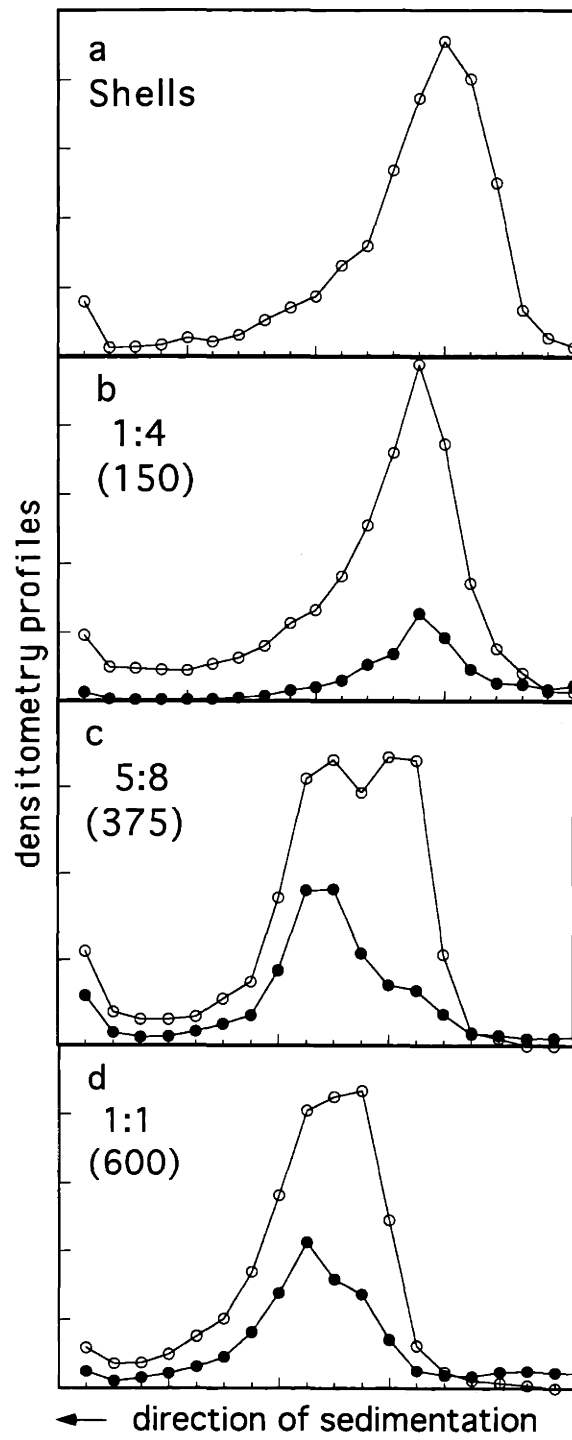 a
Shells
b
1:4
(150)
densitometry profiles
c
5:8
(375)
d
1:1
(600)
← direction of sedimentation